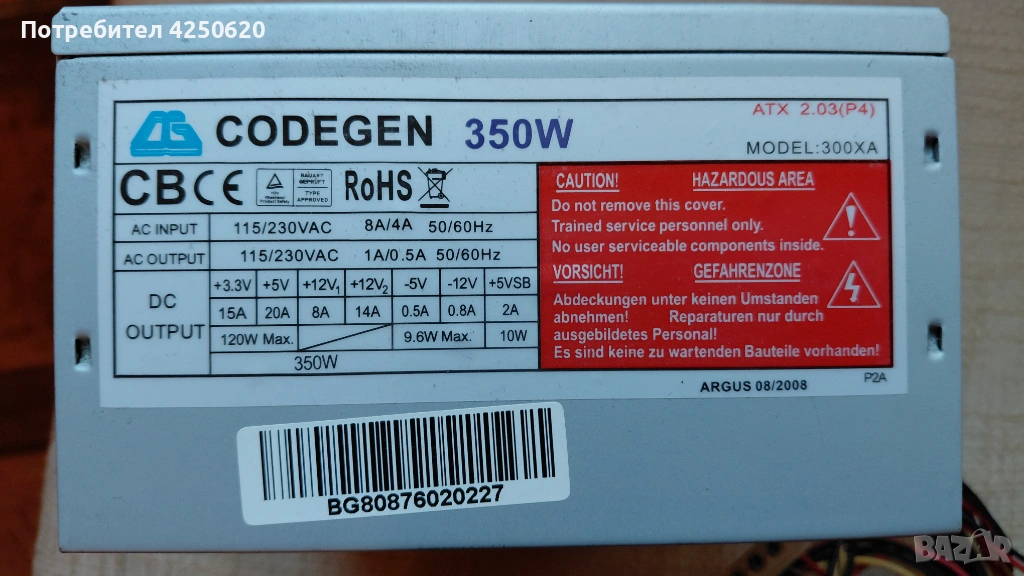 Потребител 4250620
CODEGEN 350W
ATX 2.03(P4)
MODEL:300XA
CB CE BAUART GEPRÜFT TYPE APPROVED RoHS
AC INPUT 115/230VAC 8A/4A 50/60Hz
AC OUTPUT 115/230VAC 1A/0.5A 50/60Hz
DC OUTPUT
+3.3V +5V +12V1 +12V2 -5V -12V +5VSB
15A 20A 8A 14A 0.5A 0.8A 2A
120W Max. 9.6W Max. 10W
350W
CAUTION! HAZARDOUS AREA
Do not remove this cover.
Trained service personnel only.
No user serviceable components inside.
VORSICHT! GEFAHRENZONE
Abdeckungen unter keinen Umstanden
abnehmen! Reparaturen nur durch
ausgebildetes Personal!
Es sind keine zu wartenden Bauteile vorhanden!
ARGUS 08/2008
P2A
BG80876020227
BAZAR